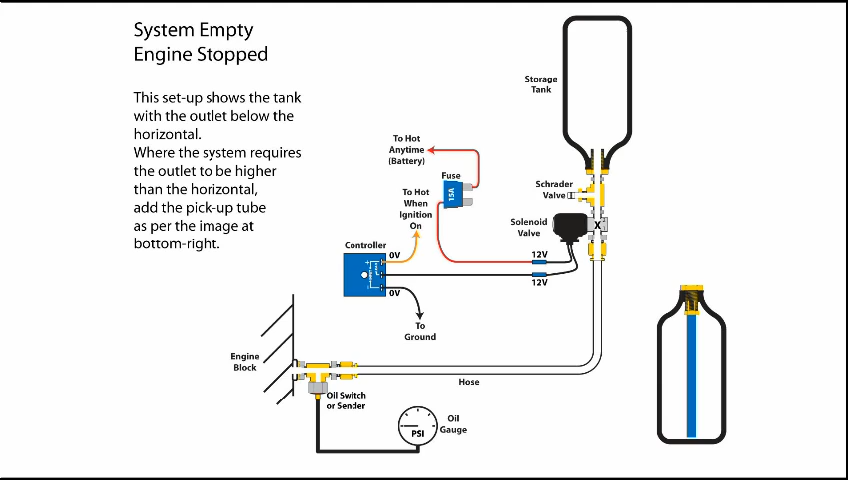 System Empty
Engine Stopped
This set-up shows the tank
with the outlet below the
horizontal.
Where the system requires
the outlet to be higher
than the horizontal,
add the pick-up tube
as per the image at
bottom-right.
Storage
Tank
To Hot
Anytime
(Battery)
Fuse
15A
To Hot
When
Ignition
On
Schrader
Valve
Solenoid
Valve
X
Controller
0V
12V
12V
0V
To
Ground
Engine
Block
Hose
Oil Switch
or Sender
Oil
Gauge
PSI